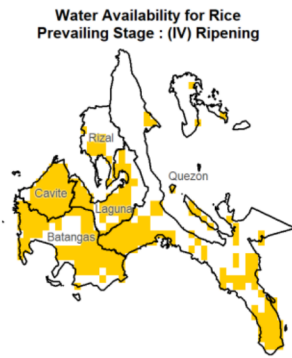 Water Availability for Rice
Prevailing Stage : (IV) Ripening
Rizal
Quezon
Cavite
Laguna
Batangas